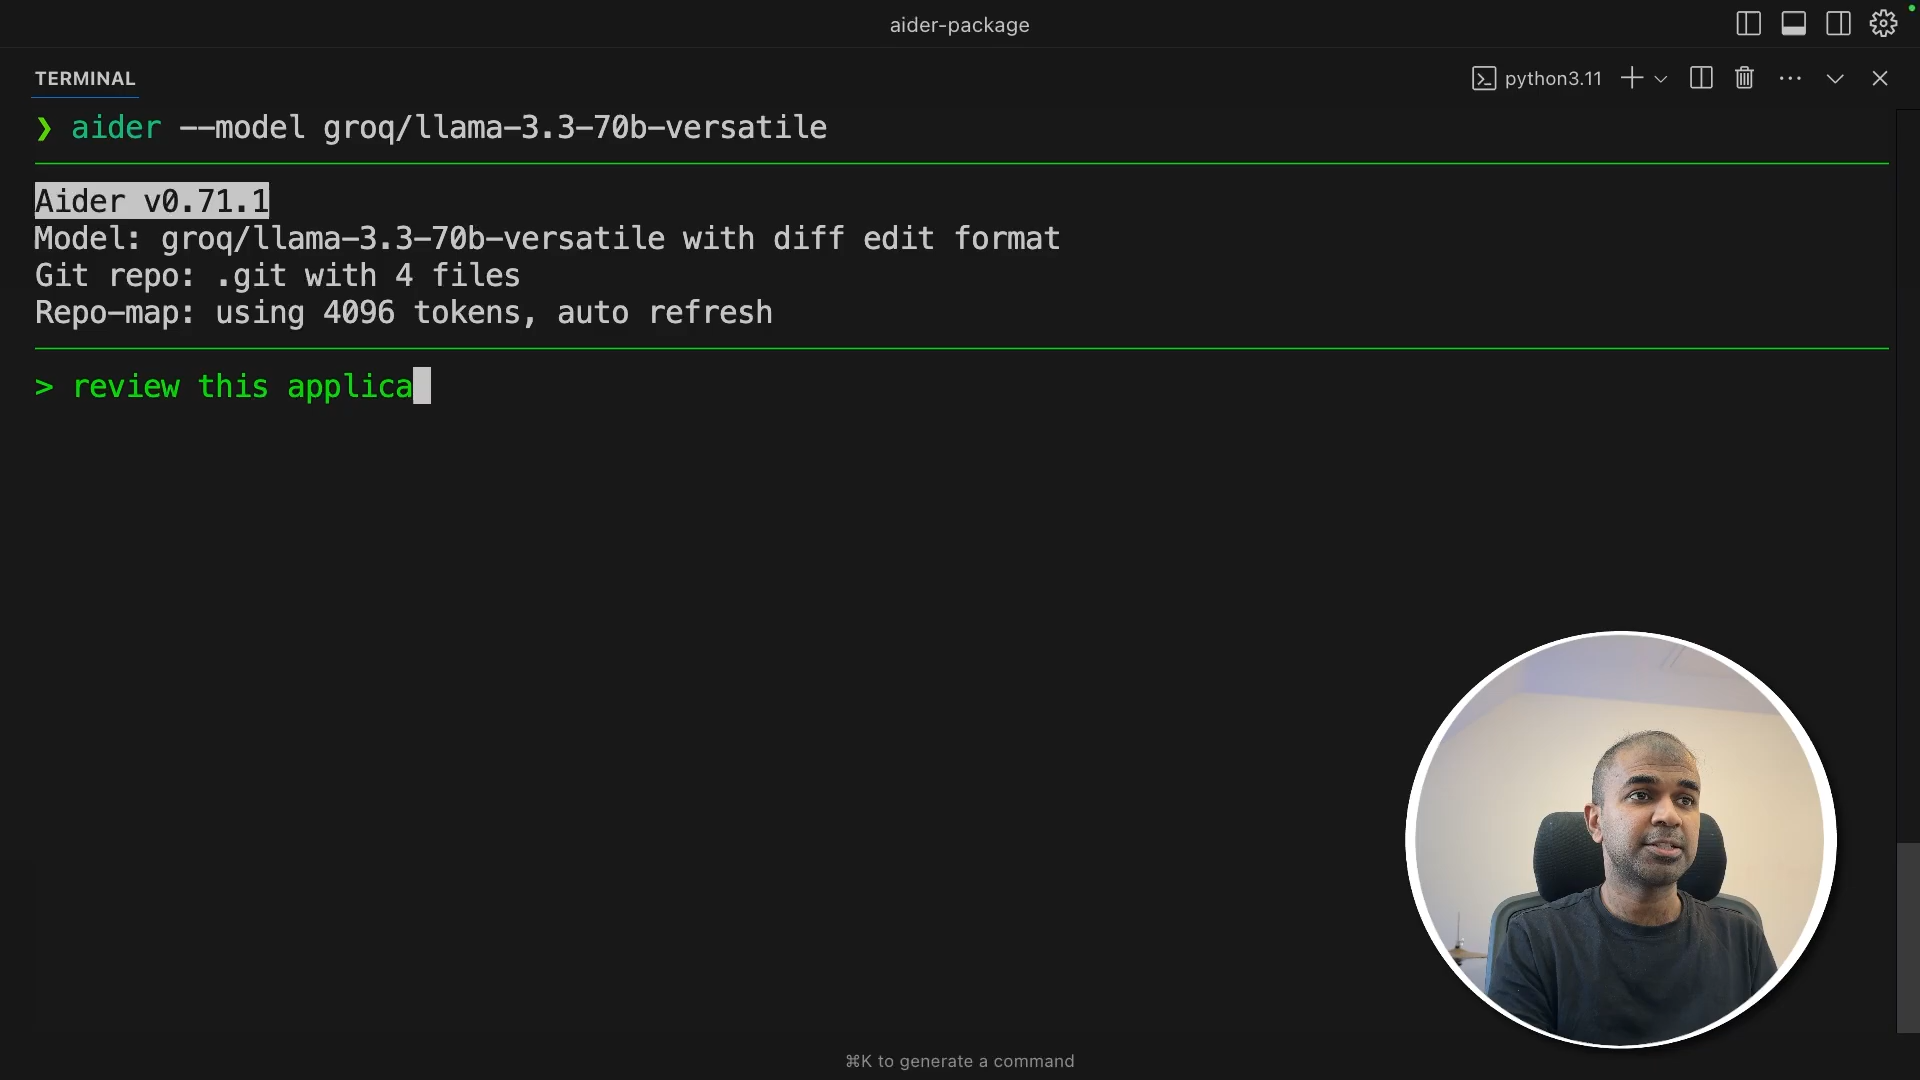 aider-package
TERMINAL
python3.11
❯ aider --model groq/llama-3.3-70b-versatile
Aider v0.71.1
Model: groq/llama-3.3-70b-versatile with diff edit format
Git repo: .git with 4 files
Repo-map: using 4096 tokens, auto refresh
> review this applica
⌘K to generate a command